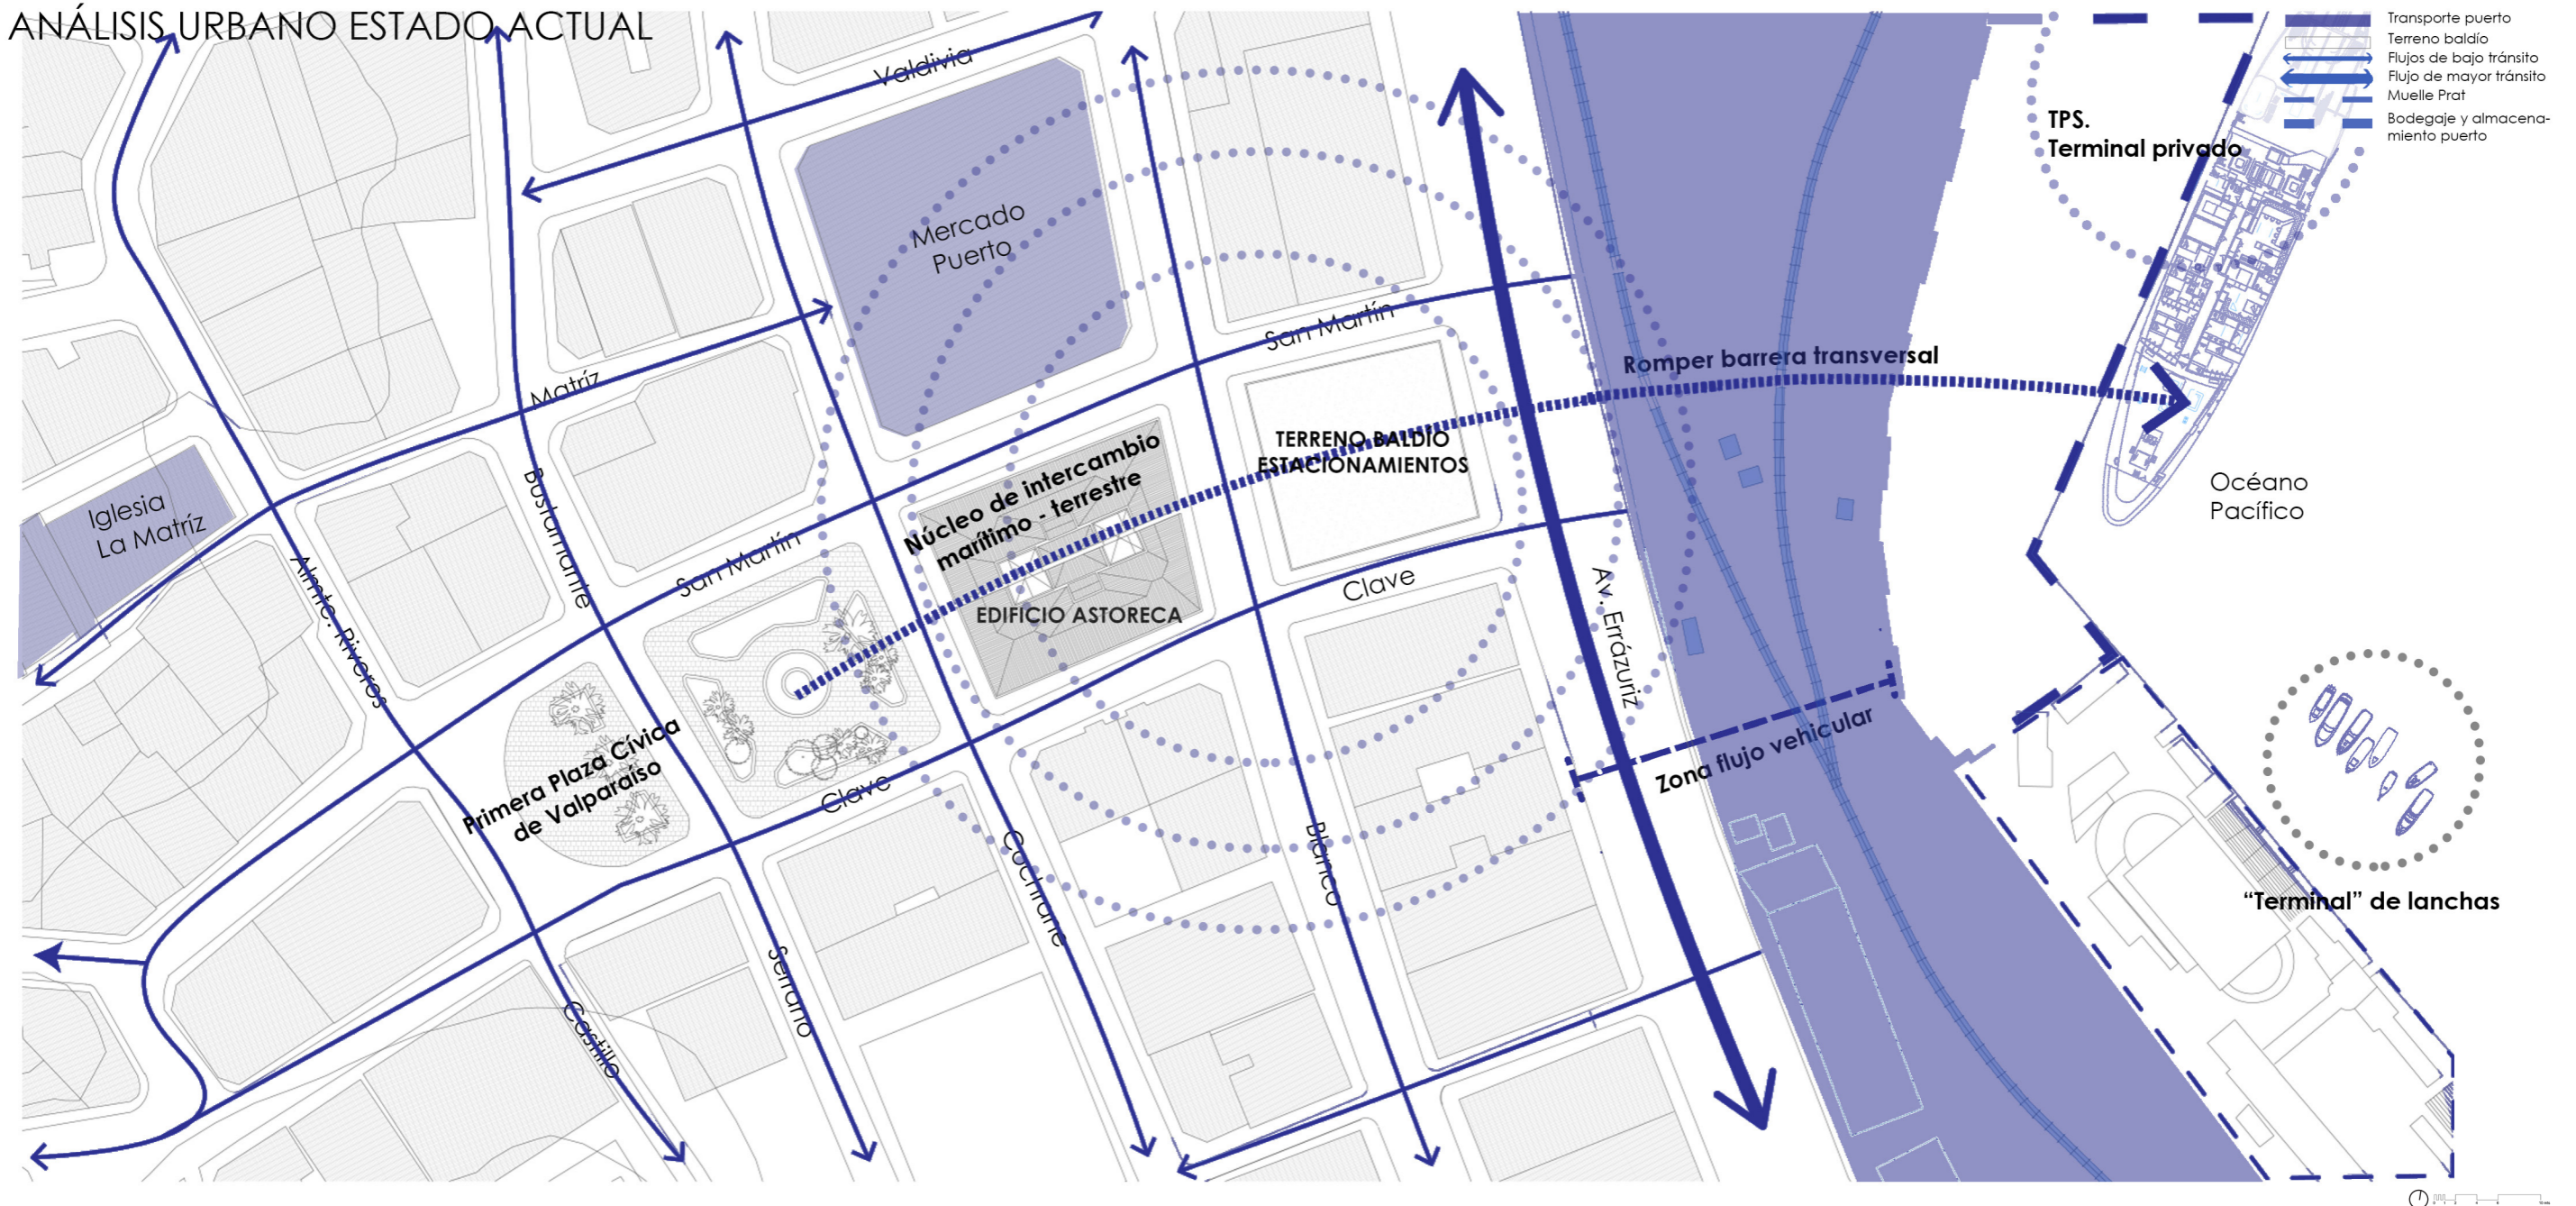 ANÁLISIS URBANO ESTADO ACTUAL
Transporte puerto
Terreno baldío
Flujos de bajo tránsito
Flujo de mayor tránsito
Muelle Prat
Bodegaje y almacena-
miento puerto
Valdivia
TPS.
Terminal privado
Mercado
Puerto
San Martín
Romper barrera transversal
Matríz
TERRENO BALDÍO
ESTACIONAMIENTOS
Núcleo de intercambio
marítimo - terrestre
EDIFICIO ASTORECA
Océano
Pacífico
Iglesia
La Matríz
Bustamante
San Martín
Clave
Almte. Riveros
Av. Errázuriz
Zona flujo vehicular
Primera Plaza Cívica
de Valparaíso
Clave
Cochrane
Blanco
"Terminal" de lanchas
Serrano
Castillo